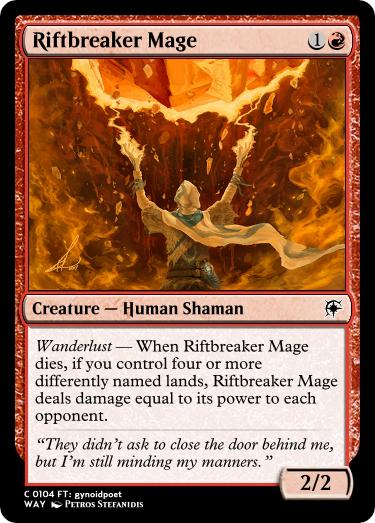 Riftbreaker Mage 1
Creature — Human Shaman
Wanderlust — When Riftbreaker Mage
dies, if you control four or more
differently named lands, Riftbreaker Mage
deals damage equal to its power to each
opponent.
“They didn’t ask to close the door behind me,
but I’m still minding my manners.”
2/2
C 0104 FT: gynoidpoet
WAY Petros Stefanidis